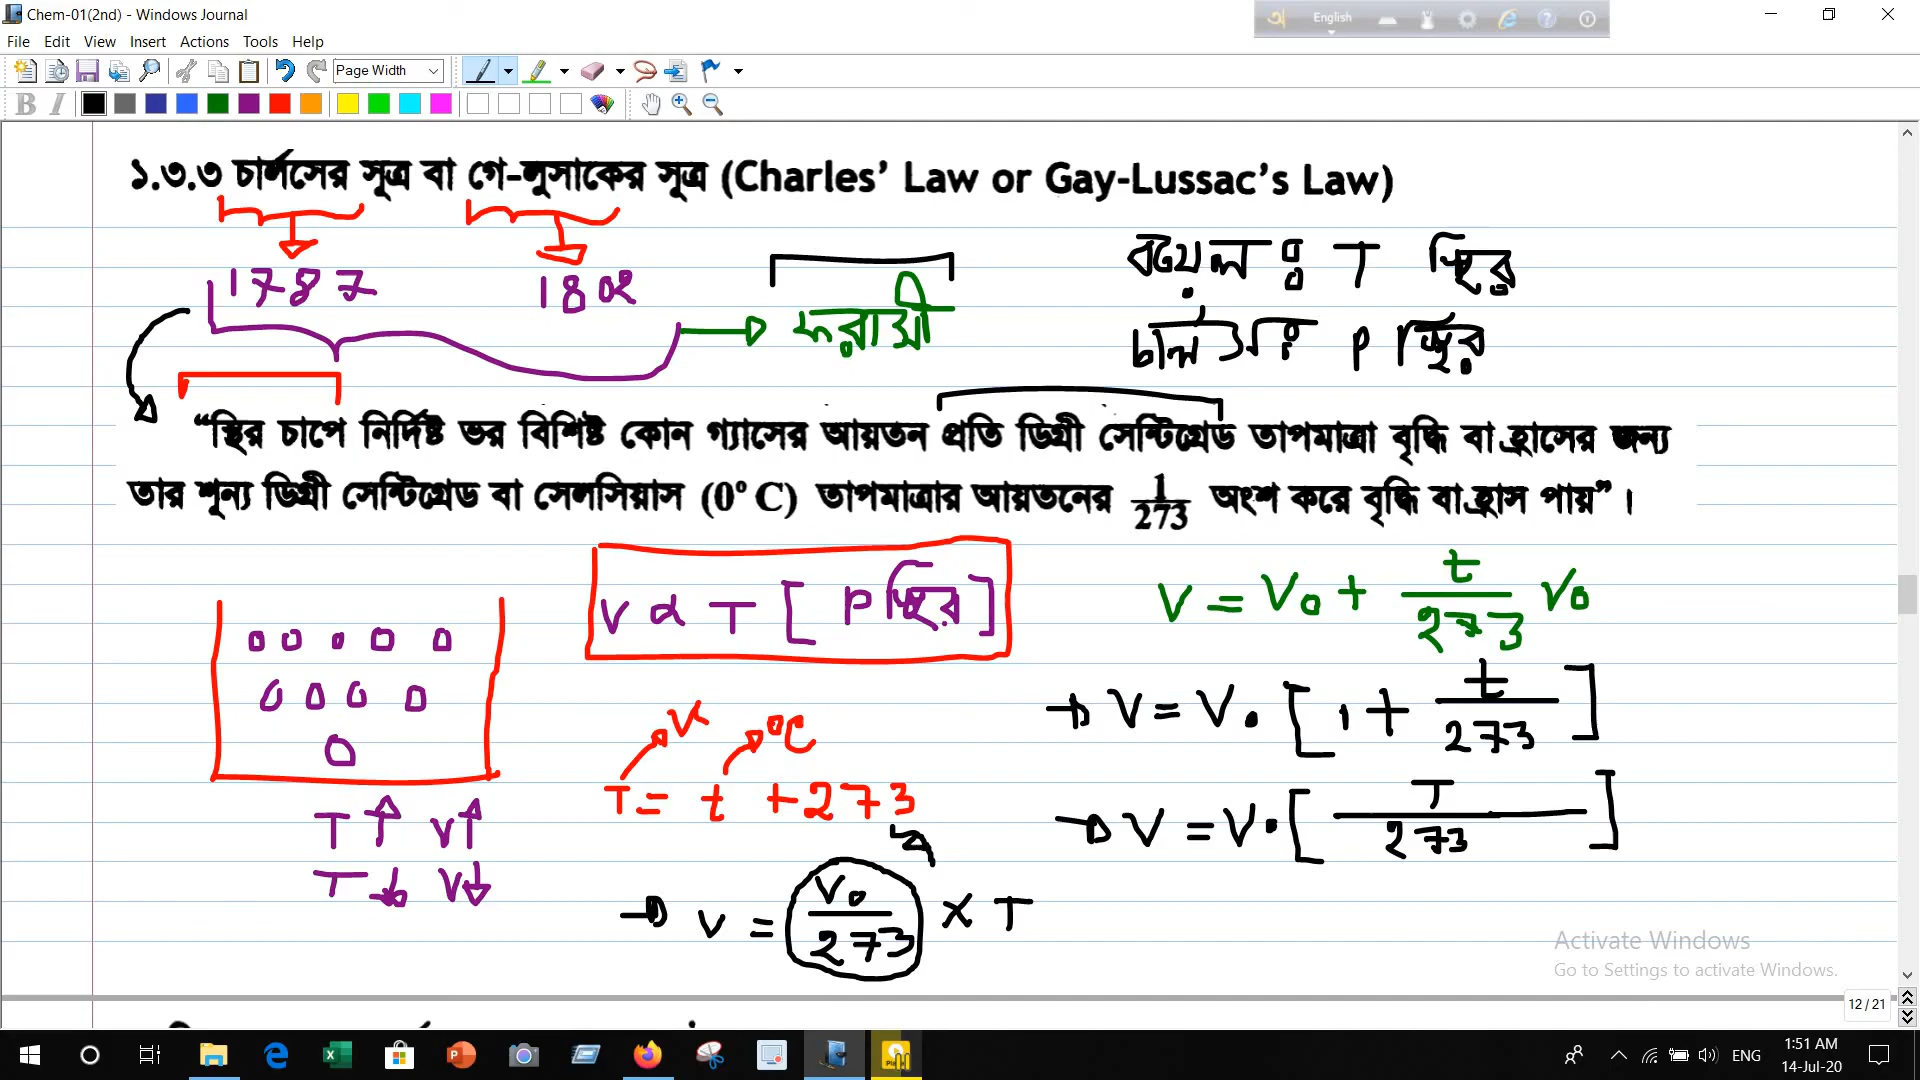 Chem-01(2nd) - Windows Journal
English
File Edit View Insert Actions Tools Help
Page Width
B I
১.৩.৩ চার্লসের সূত্র বা গে-লুসাকের সূত্র (Charles’ Law or Gay-Lussac’s Law)
1787 1802 ফরাসী
বয়েল ঃ T স্থির
চার্লস ঃ P স্থির
“স্থির চাপে নির্দিষ্ট ভর বিশিষ্ট কোন গ্যাসের আয়তন প্রতি ডিগ্রী সেন্টিগ্রেড তাপমাত্রা বৃদ্ধি বা হ্রাসের জন্য
তার শূন্য ডিগ্রী সেন্টিগ্রেড বা সেলসিয়াস (0° C) তাপমাত্রার আয়তনের 1/273 অংশ করে বৃদ্ধি বা হ্রাস পায়”।
V ∝ T [ P স্থির ]
V = V₀ + t/273 V₀
→ V = V₀ [ 1 + t/273 ]
K °C
T = t + 273
→ V = V₀ [ T/273 ]
T ↑ V ↑
T ↓ V ↓
→ V = V₀/273 × T
Activate Windows
Go to Settings to activate Windows.
12 / 21
ENG
1:51 AM
14-Jul-20